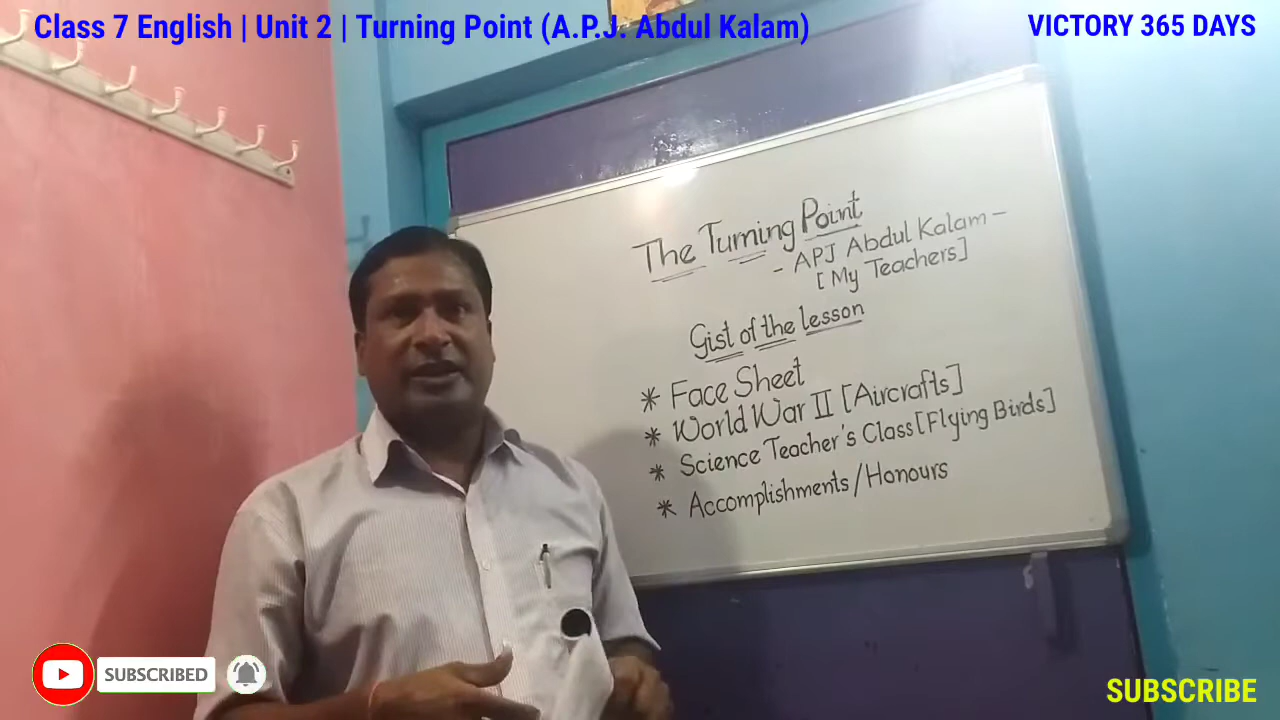 Class 7 English | Unit 2 | Turning Point (A.P.J. Abdul Kalam)
VICTORY 365 DAYS
The Turning Point
- APJ Abdul Kalam -
[My Teachers]
Gist of the lesson
* Face Sheet
* World War II [Aircrafts]
* Science Teacher's Class [Flying Birds]
* Accomplishments/Honours
SUBSCRIBED
SUBSCRIBE